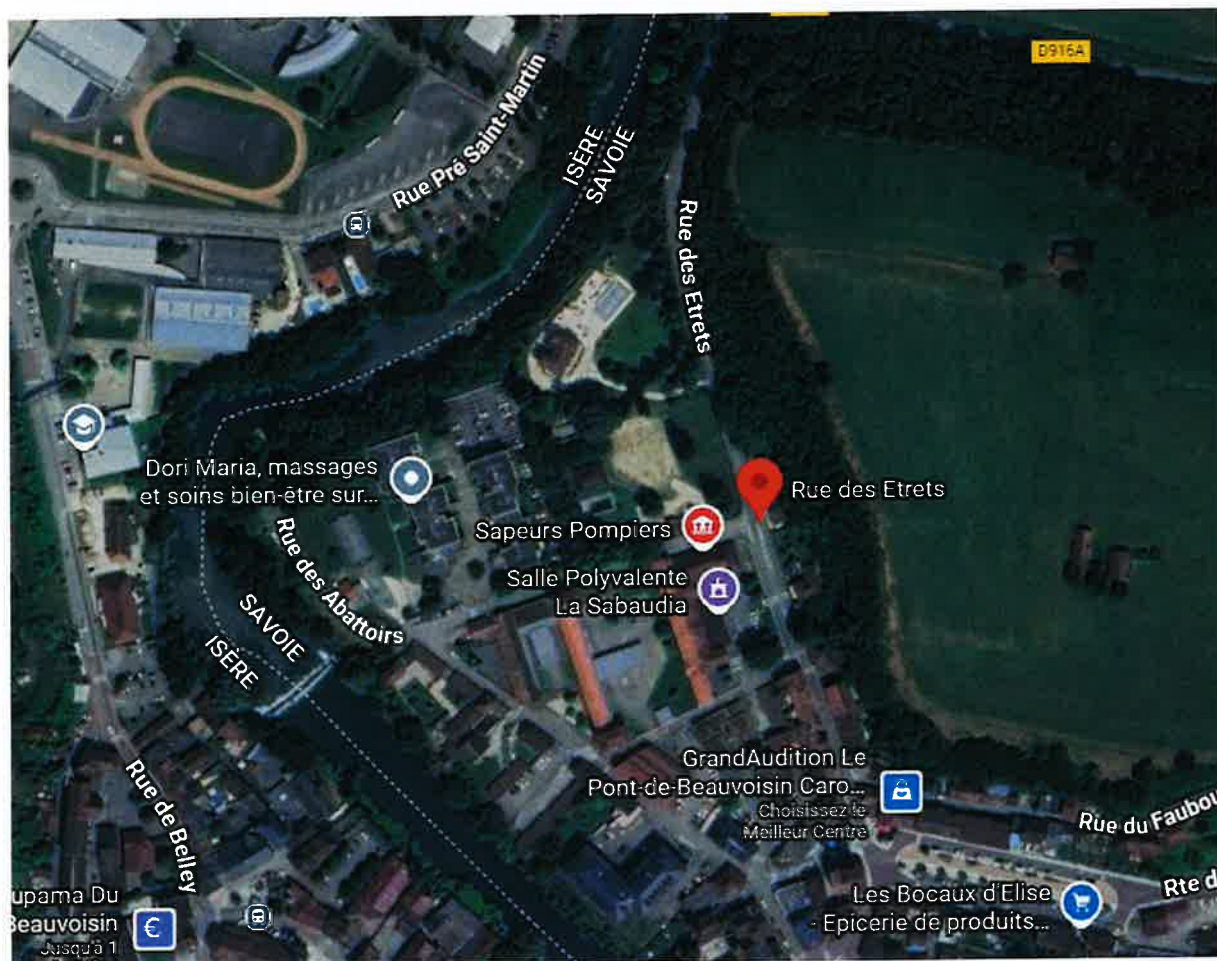 D916A
Rue Pré Saint-Martin
ISÈRE
SAVOIE
Rue des Etrets
Dori Maria, massages
et soins bien-être sur...
Rue des Etrets
Sapeurs Pompiers
Salle Polyvalente
La Sabaudia
Rue des Abattoirs
SAVOIE
ISÈRE
GrandAudition Le
Pont-de-Beauvoisin Caro...
Choisissez le
Meilleur Centre
Rue de Belley
Rue du Faubou
Rte d
Les Bocaux d'Elise
- Epicerie de produits...
upama Du
Beauvoisin
Jusqu'à 1
€